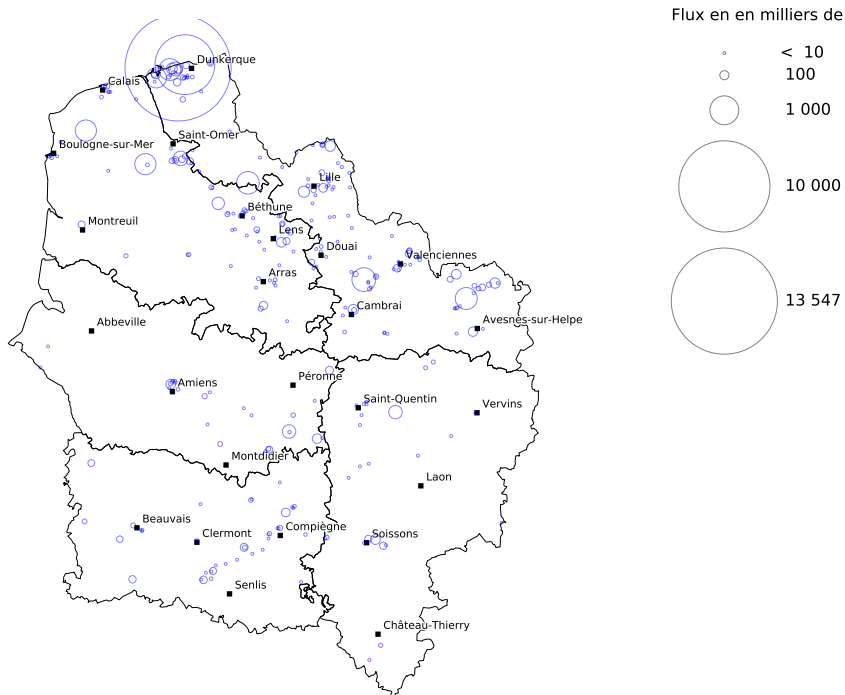 Flux en en milliers de
< 10
100
1 000
10 000
13 547
Dunkerque
Calais
Saint-Omer
Boulogne-sur-Mer
Lille
Béthune
Montreuil
Lens
Douai
Valenciennes
Arras
Cambrai
Abbeville
Avesnes-sur-Helpe
Péronne
Amiens
Saint-Quentin
Vervins
Montdidier
Laon
Beauvais
Compiègne
Clermont
Soissons
Senlis
Château-Thierry